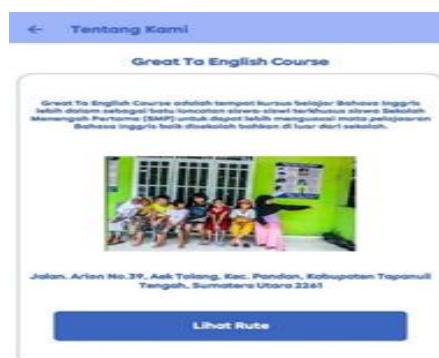 Tentang Kami
Great To English Course
Great To English Course adalah tempat kursus belajar Bahasa Inggris
lebih dalam sebagai batu loncatan siswa-siswi terkhusus siswa Sekolah
Menengah Pertama (SMP) untuk dapat lebih menguasai mata pelajaaran
Bahasa inggris baik disekolah bahkan di luar dari sekolah.
Jalan. Arion No.39, Aek Tolang, Kec. Pandan, Kabupaten Tapanuli
Tengah, Sumatera Utara 2261
Lihat Rute